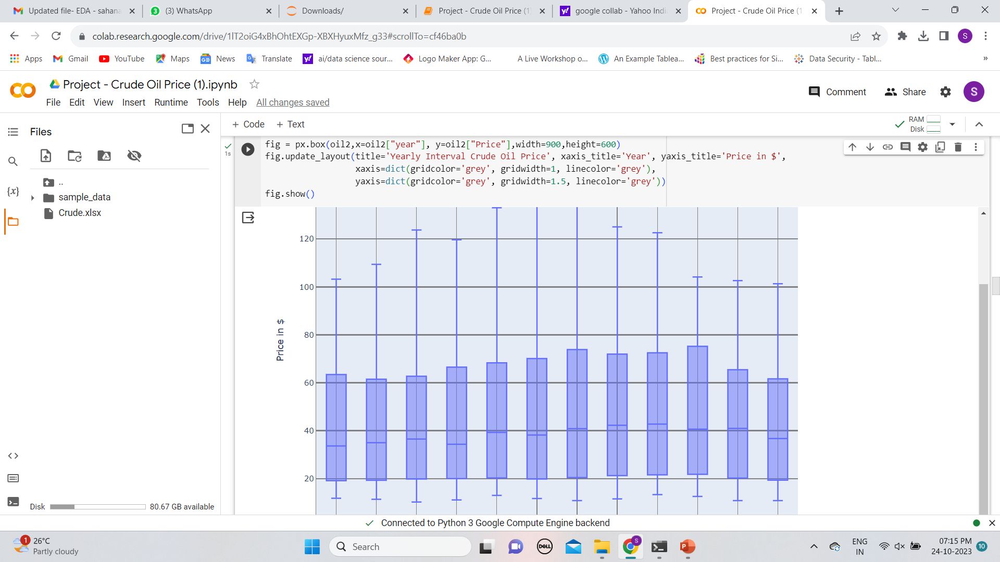 Updated file- EDA - sahana
(3) WhatsApp
Downloads/
Project - Crude Oil Price (1
google collab - Yahoo Indi
Project - Crude Oil Price (1
colab.research.google.com/drive/1lT2oiG4xBhOhtEXGp-XBXHyuxMfz_g33#scrollTo=cf46ba0b
S
Apps
Gmail
YouTube
Maps
News
Translate
ai/data science sour...
Logo Maker App: G...
A Live Workshop o...
An Example Tablea...
Best practices for Si...
Data Security - Tabl...
»
Project - Crude Oil Price (1).ipynb
File Edit View Insert Runtime Tools Help All changes saved
Comment
Share
S
Files
+ Code + Text
RAM
Disk
..
sample_data
Crude.xlsx
{x}
1s
fig = px.box(oil2,x=oil2["year"], y=oil2["Price"],width=900,height=600)
fig.update_layout(title='Yearly Interval Crude Oil Price', xaxis_title='Year', yaxis_title='Price in $',
xaxis=dict(gridcolor='grey', gridwidth=1, linecolor='grey'),
yaxis=dict(gridcolor='grey', gridwidth=1.5, linecolor='grey'))
fig.show()
120
100
80
60
40
20
Price in $
Disk
80.67 GB available
Connected to Python 3 Google Compute Engine backend
1
26°C
Partly cloudy
Search
DELL
S
ENG
IN
07:15 PM
24-10-2023
10